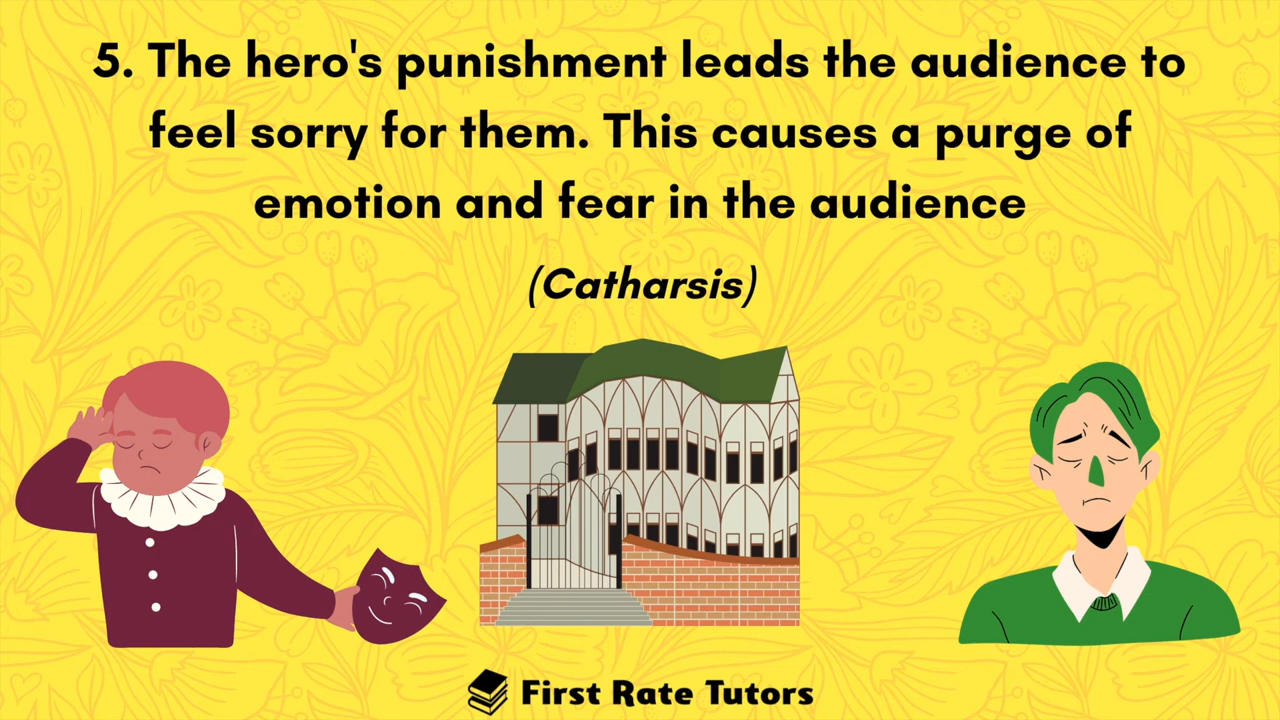 5. The hero's punishment leads the audience to
feel sorry for them. This causes a purge of
emotion and fear in the audience
(Catharsis)
First Rate Tutors